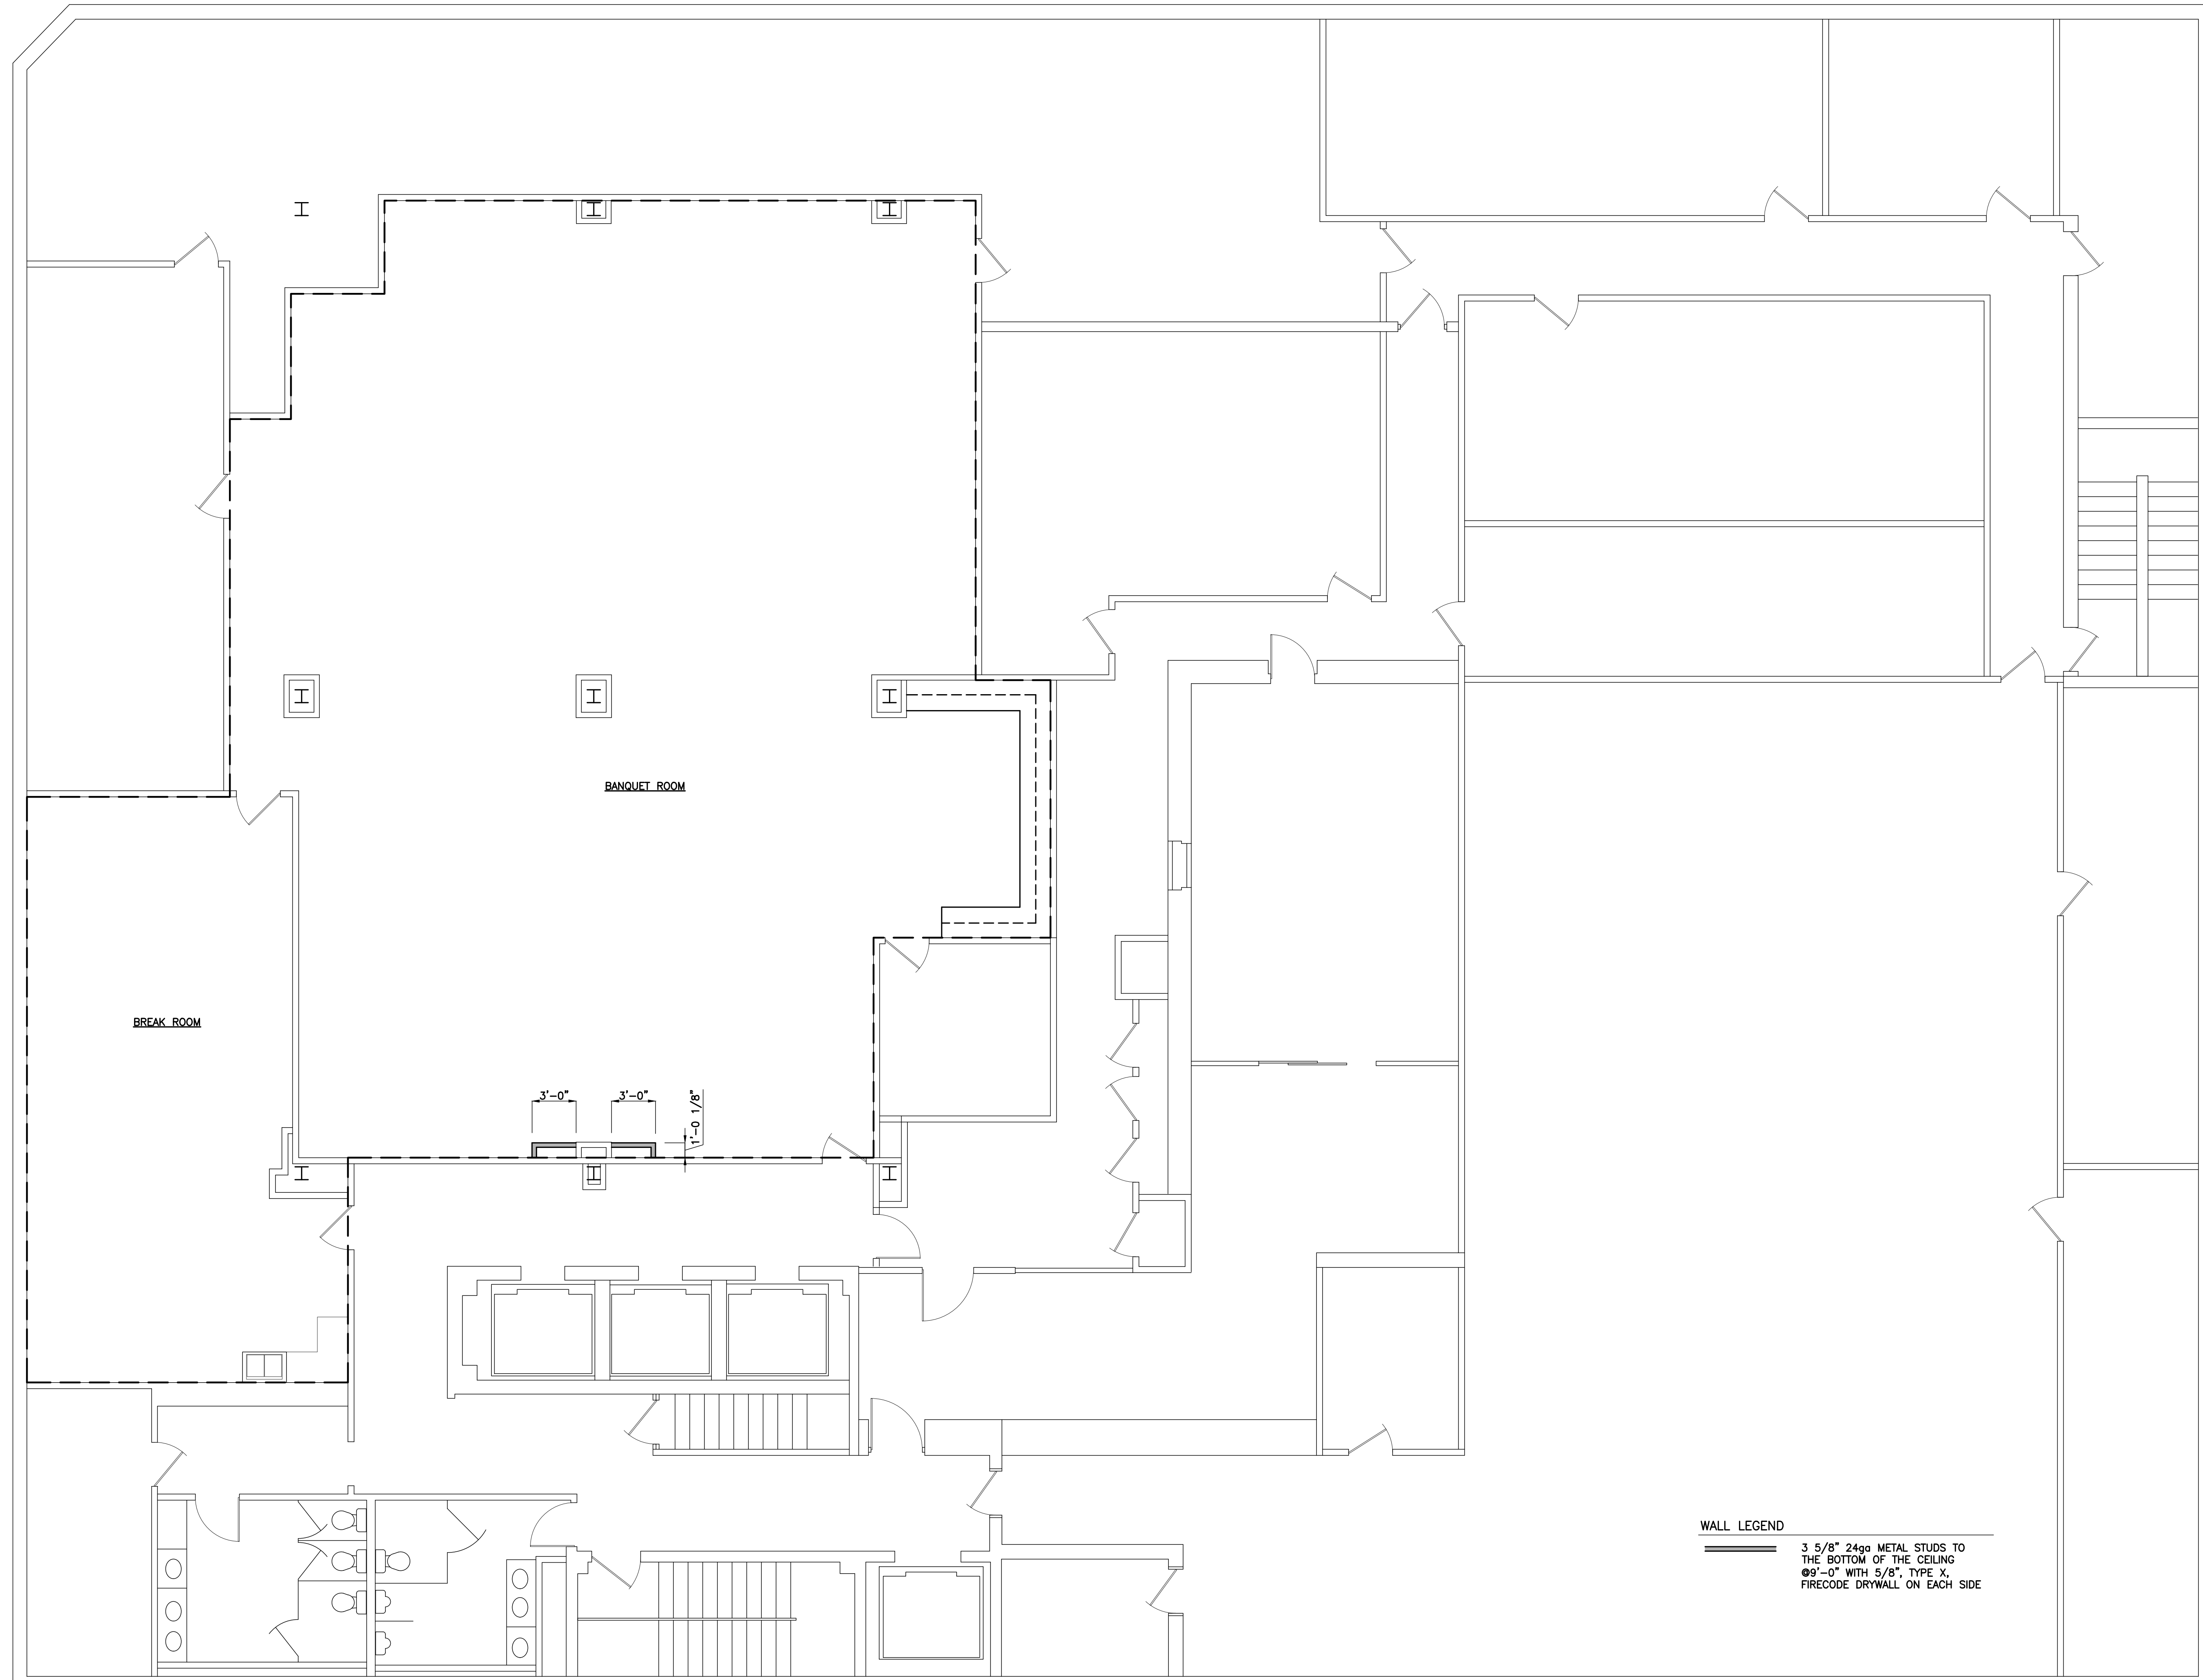 BANQUET ROOM
BREAK ROOM
3'-0"
3'-0"
1'-0 1/8"
WALL LEGEND
3 5/8" 24ga METAL STUDS TO
THE BOTTOM OF THE CEILING
@9'-0" WITH 5/8", TYPE X,
FIRECODE DRYWALL ON EACH SIDE